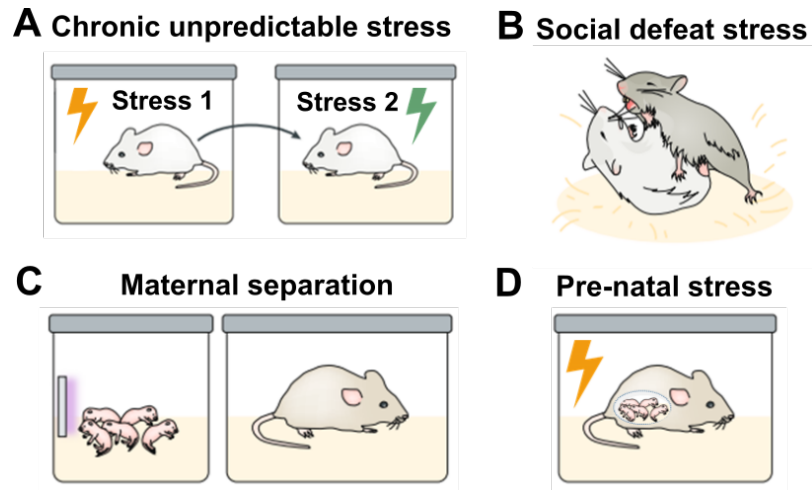 A Chronic unpredictable stress
Stress 1
Stress 2
B Social defeat stress
C Maternal separation
D Pre-natal stress